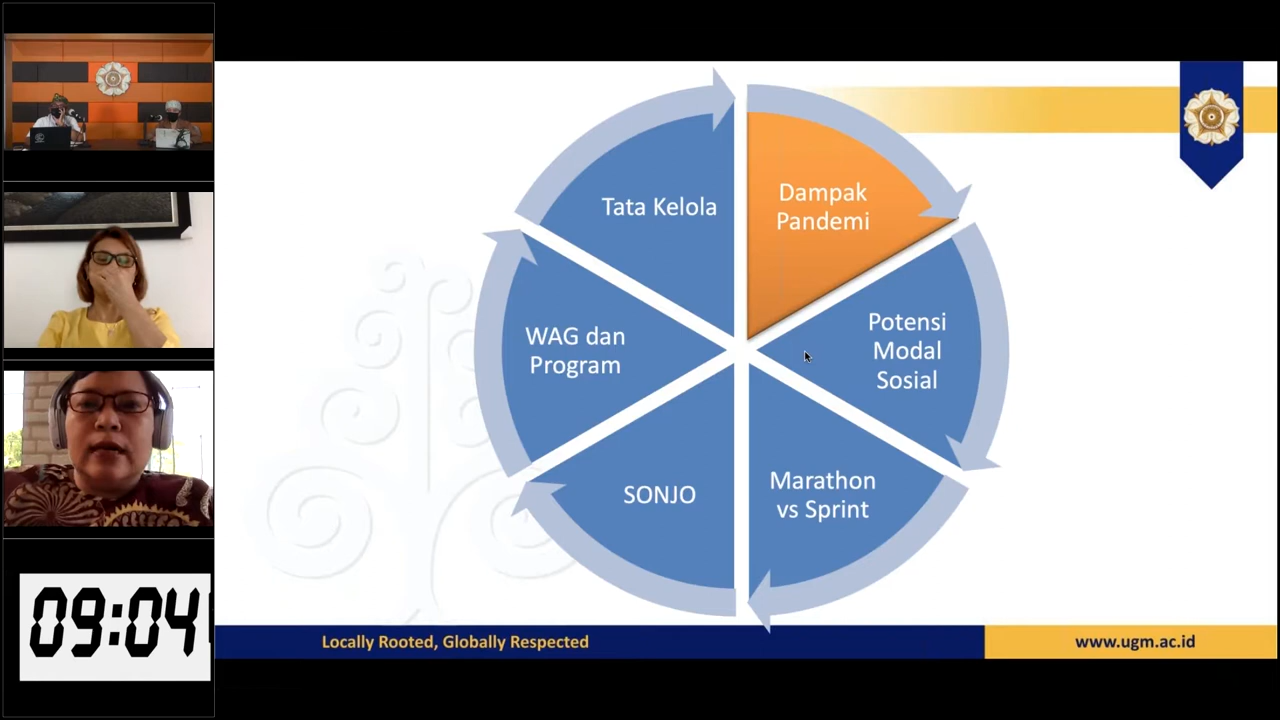 Tata Kelola
Dampak
Pandemi
WAG dan
Program
Potensi
Modal
Sosial
SONJO
Marathon
vs Sprint
09:04
Locally Rooted, Globally Respected
www.ugm.ac.id